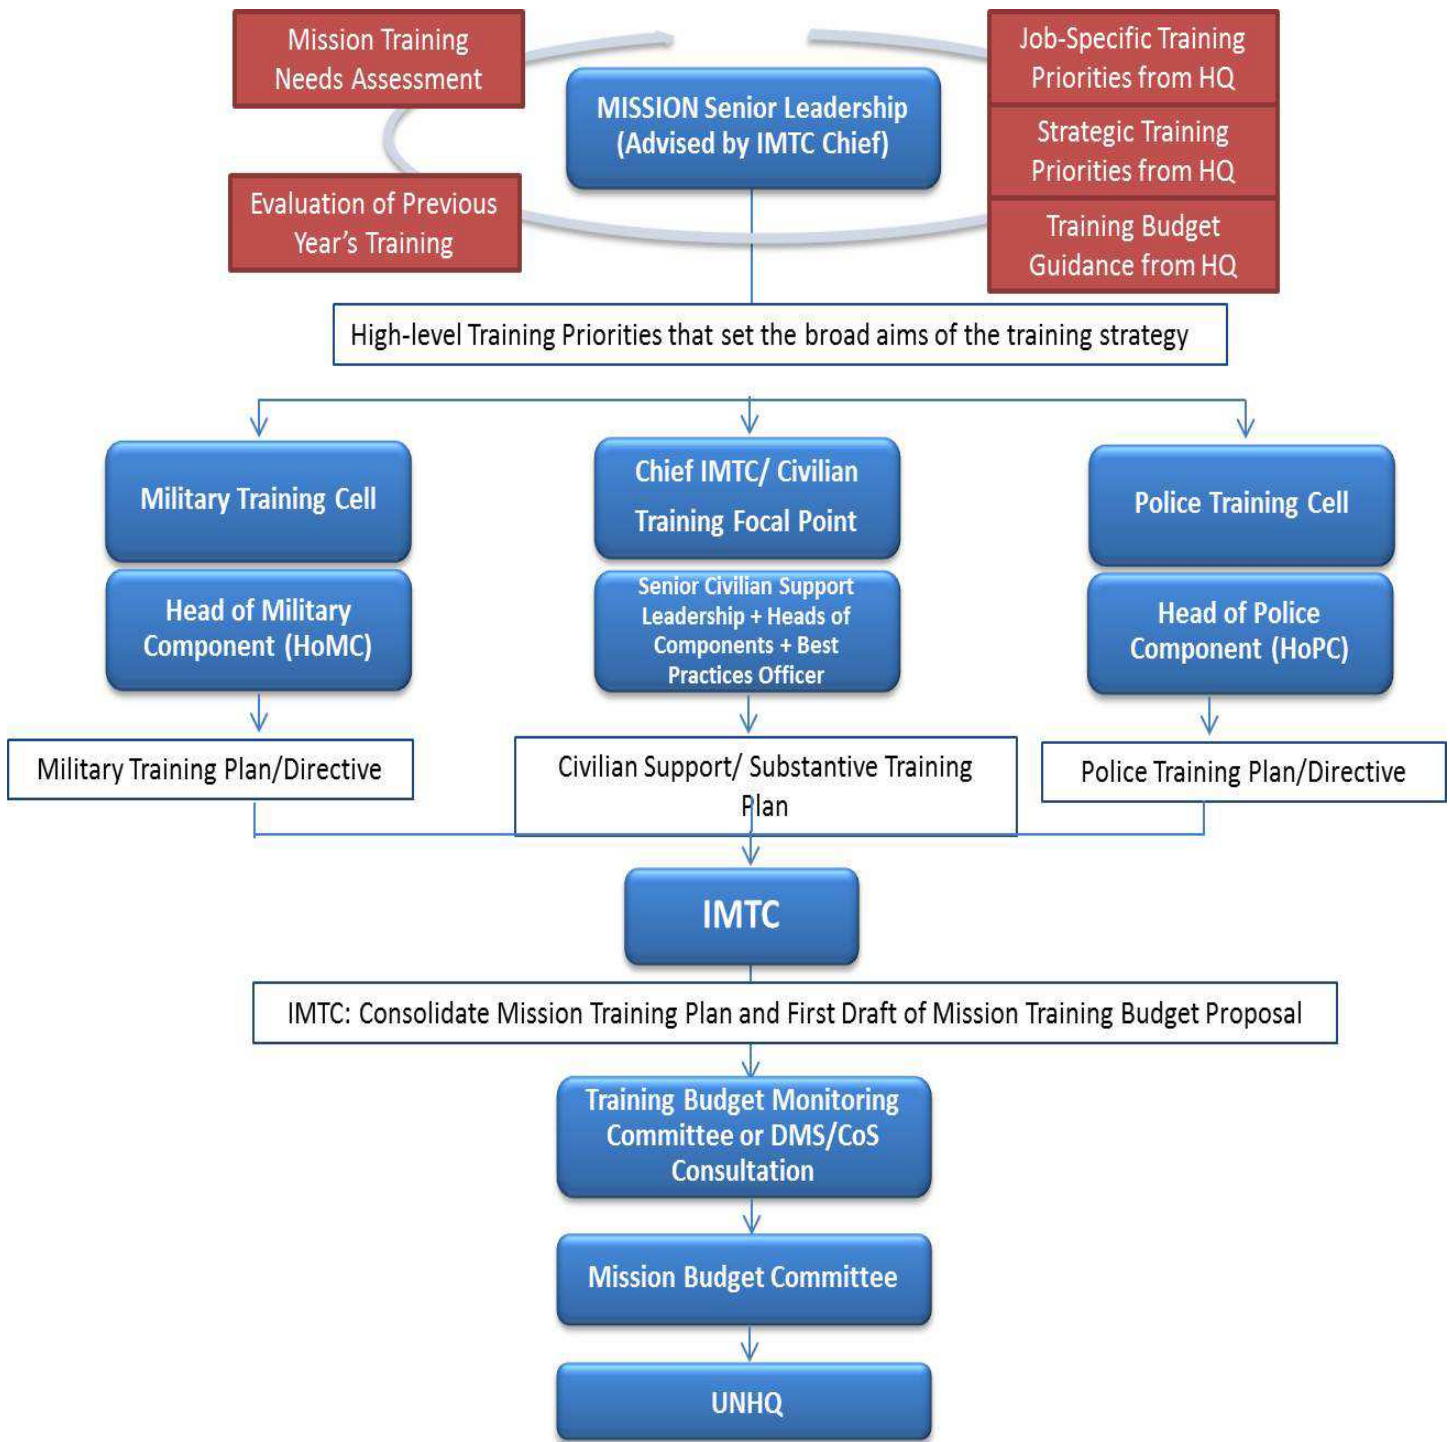 Mission Training
Needs Assessment
MISSION Senior Leadership
(Advised by IMTC Chief)
Job-Specific Training
Priorities from HQ
Strategic Training
Priorities from HQ
Evaluation of Previous
Year's Training
Training Budget
Guidance from HQ
High-level Training Priorities that set the broad aims of the training strategy
Military Training Cell
Chief IMTC/ Civilian
Training Focal Point
Police Training Cell
Head of Military
Component (HoMC)
Senior Civilian Support
Leadership + Heads of
Components + Best
Practices Officer
Head of Police
Component (HoPC)
Military Training Plan/Directive
Civilian Support/ Substantive Training
Plan
Police Training Plan/Directive
IMTC
IMTC: Consolidate Mission Training Plan and First Draft of Mission Training Budget Proposal
Training Budget Monitoring
Committee or DMS/CoS
Consultation
Mission Budget Committee
UNHQ